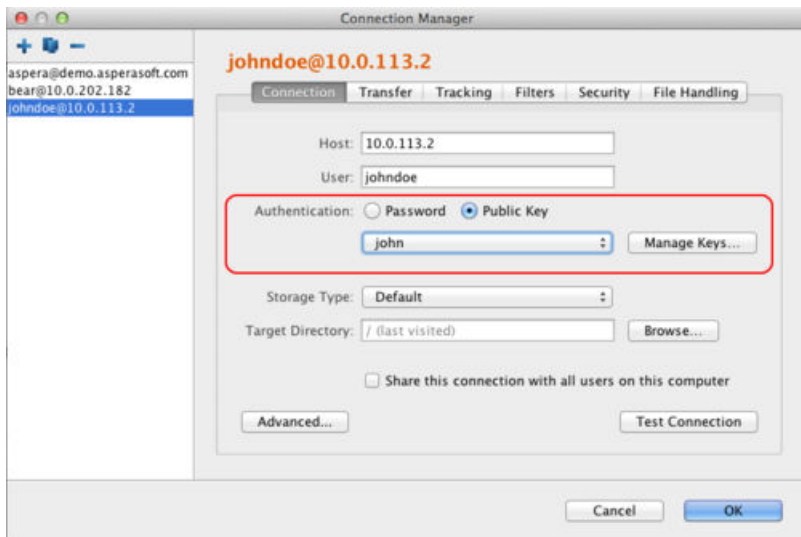 Connection Manager
aspera@demo.asperasoft.com
bear@10.0.202.182
johndoe@10.0.113.2
johndoe@10.0.113.2
Connection Transfer Tracking Filters Security File Handling
Host: 10.0.113.2
User: johndoe
Authentication: Password Public Key
john Manage Keys...
Storage Type: Default
Target Directory: / (last visited) Browse...
Share this connection with all users on this computer
Advanced... Test Connection
Cancel OK